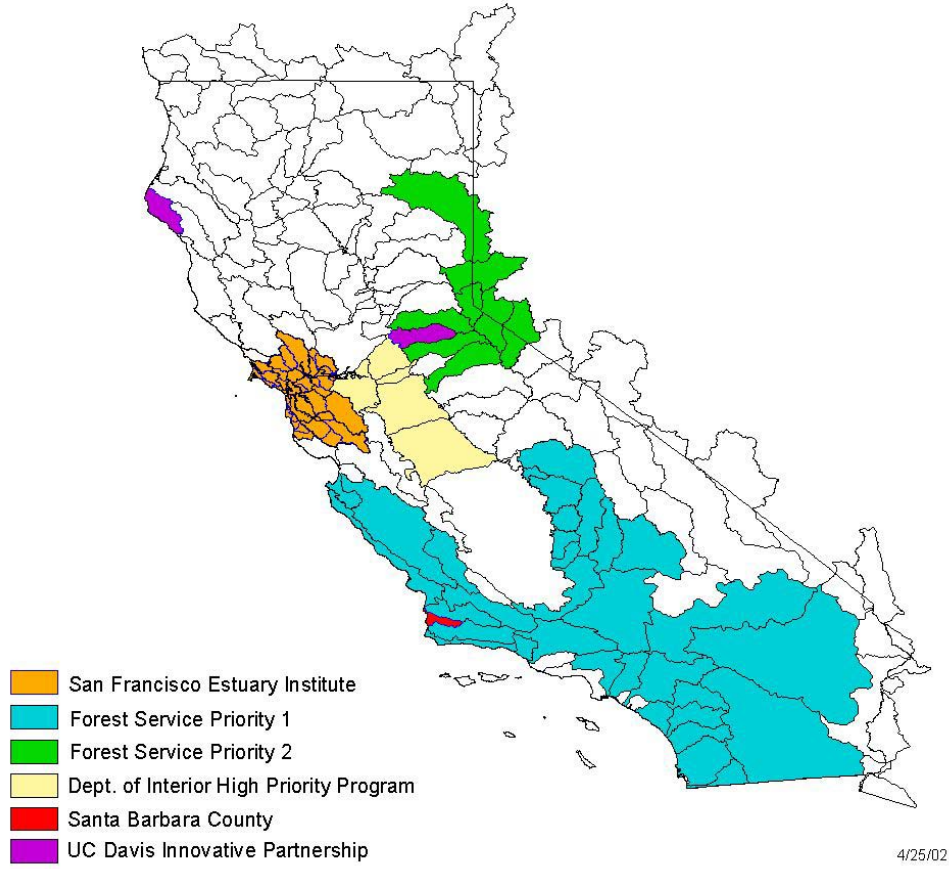 San Francisco Estuary Institute
Forest Service Priority 1
Forest Service Priority 2
Dept. of Interior High Priority Program
Santa Barbara County
UC Davis Innovative Partnership
4/25/02